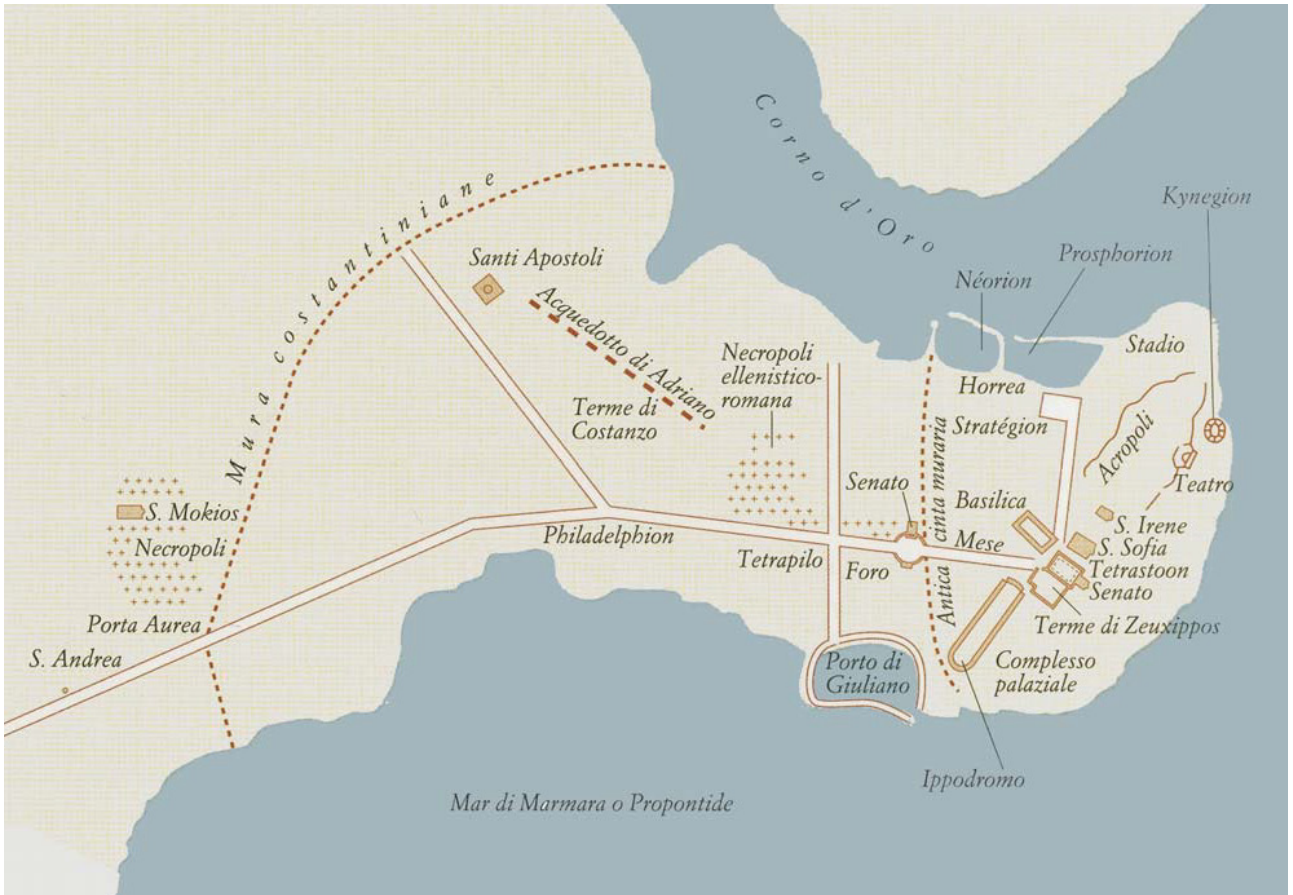 Corno d'Oro
Kynegion
Mura costantiniane
Santi Apostoli
Prosphorion
Néorion
Acquedotto di Adriano
Necropoli
ellenistico-
romana
Stadio
Horrea
Terme di
Costanzo
Stratégion
Acropoli
Antica cinta muraria
Senato
Basilica
Teatro
S. Mokios
Necropoli
S. Irene
Philadelphion
Mese
S. Sofia
Tetrapilo
Foro
Tetrastoon
Senato
Porta Aurea
Terme di Zeuxippos
S. Andrea
Porto di
Giuliano
Complesso
palaziale
Ippodromo
Mar di Marmara o Propontide